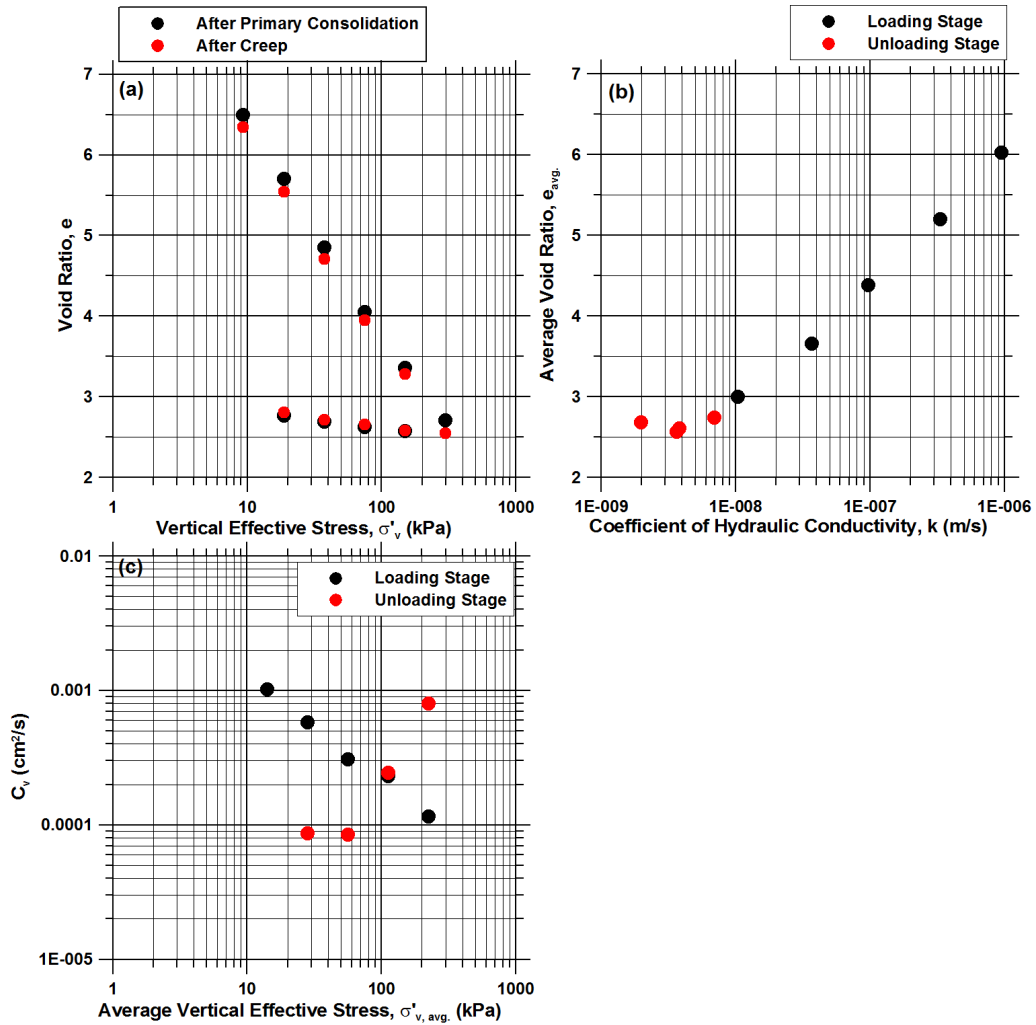 After Primary Consolidation
After Creep
(a)
7
6
5
4
3
2
Void Ratio, e
1
10
100
1000
Vertical Effective Stress, σ'v (kPa)
Loading Stage
Unloading Stage
(b)
7
6
5
4
3
2
Average Void Ratio, eavg.
1E-009
1E-008
1E-007
1E-006
Coefficient of Hydraulic Conductivity, k (m/s)
(c)
Loading Stage
Unloading Stage
0.01
0.001
0.0001
1E-005
Cv (cm²/s)
1
10
100
1000
Average Vertical Effective Stress, σ'v, avg. (kPa)